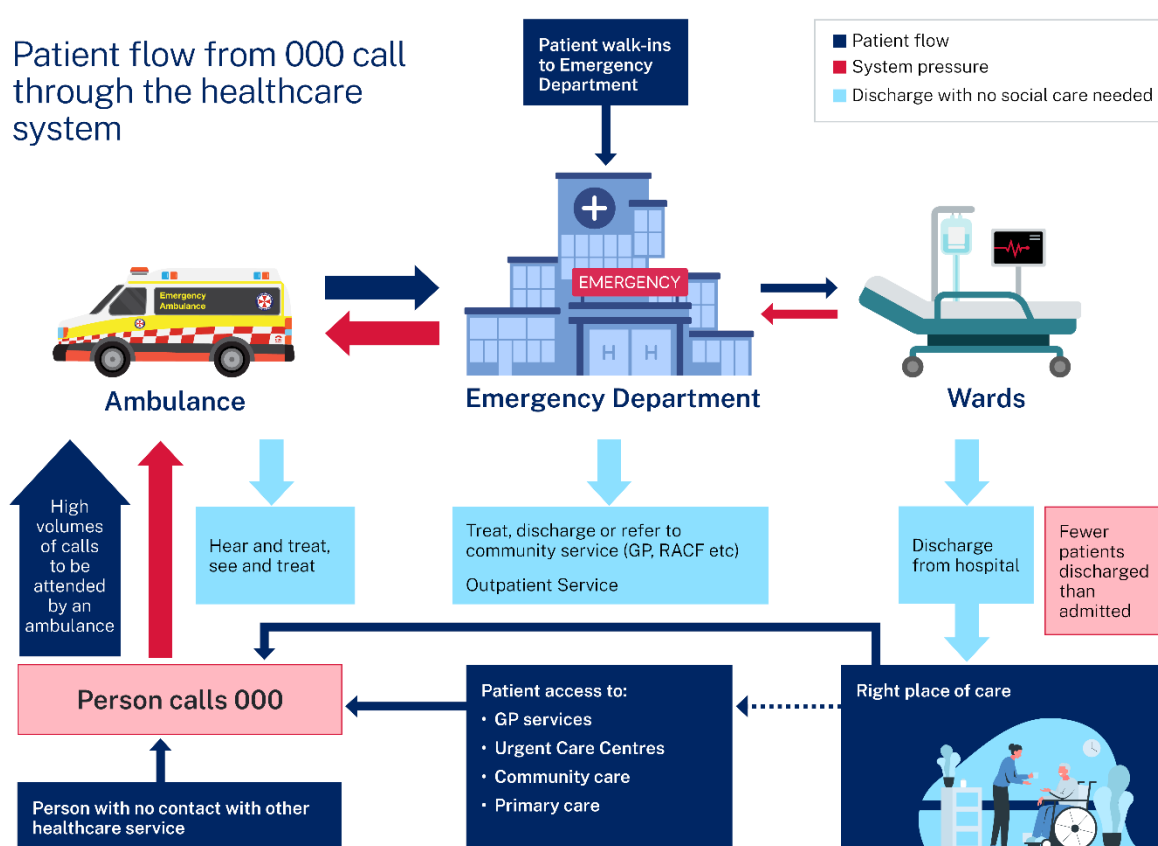 Patient flow from 000 call
through the healthcare
system
Patient walk-ins
to Emergency
Department
Patient flow
System pressure
Discharge with no social care needed
Emergency
Ambulance
EMERGENCY
H H
Ambulance
Emergency Department
Wards
High
volumes
of calls
to be
attended
by an
ambulance
Hear and treat,
see and treat
Treat, discharge or refer to
community service (GP, RACF etc)
Outpatient Service
Discharge
from hospital
Fewer
patients
discharged
than
admitted
Person calls 000
Patient access to:
• GP services
• Urgent Care Centres
• Community care
• Primary care
Right place of care
Person with no contact with other
healthcare service